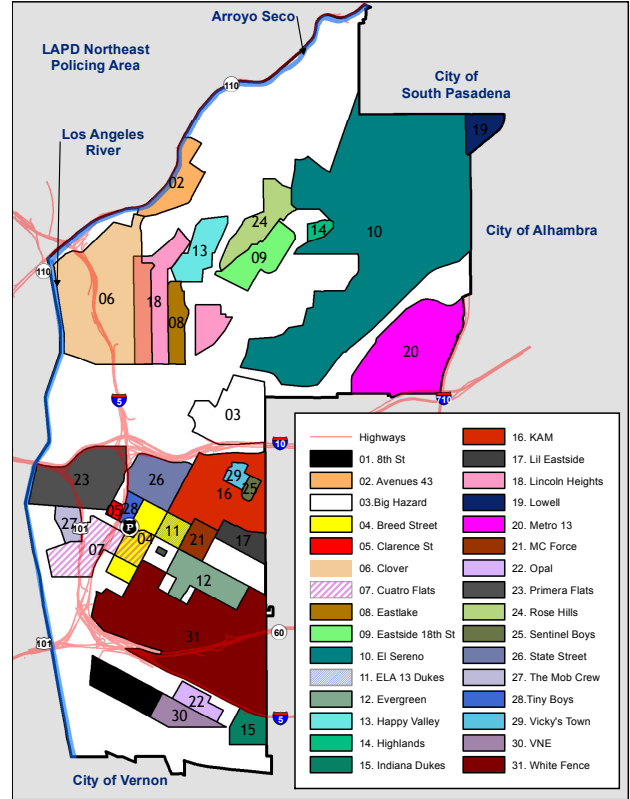 Arroyo Seco
LAPD Northeast
Policing Area
110
City of
South Pasadena
Los Angeles
River
19
02
24
14
10
13
09
City of Alhambra
110
06
18
08
20
5
03
710
10
23
26
29
16
25
05
28
27
101
P
04
11
21
17
07
12
31
60
101
22
30
15
5
City of Vernon
Highways
01. 8th St
02. Avenues 43
03.Big Hazard
04. Breed Street
05. Clarence St
06. Clover
07. Cuatro Flats
08. Eastlake
09. Eastside 18th St
10. El Sereno
11. ELA 13 Dukes
12. Evergreen
13. Happy Valley
14. Highlands
15. Indiana Dukes
16. KAM
17. Lil Eastside
18. Lincoln Heights
19. Lowell
20. Metro 13
21. MC Force
22. Opal
23. Primera Flats
24. Rose Hills
25. Sentinel Boys
26. State Street
27. The Mob Crew
28.Tiny Boys
29. Vicky's Town
30. VNE
31. White Fence